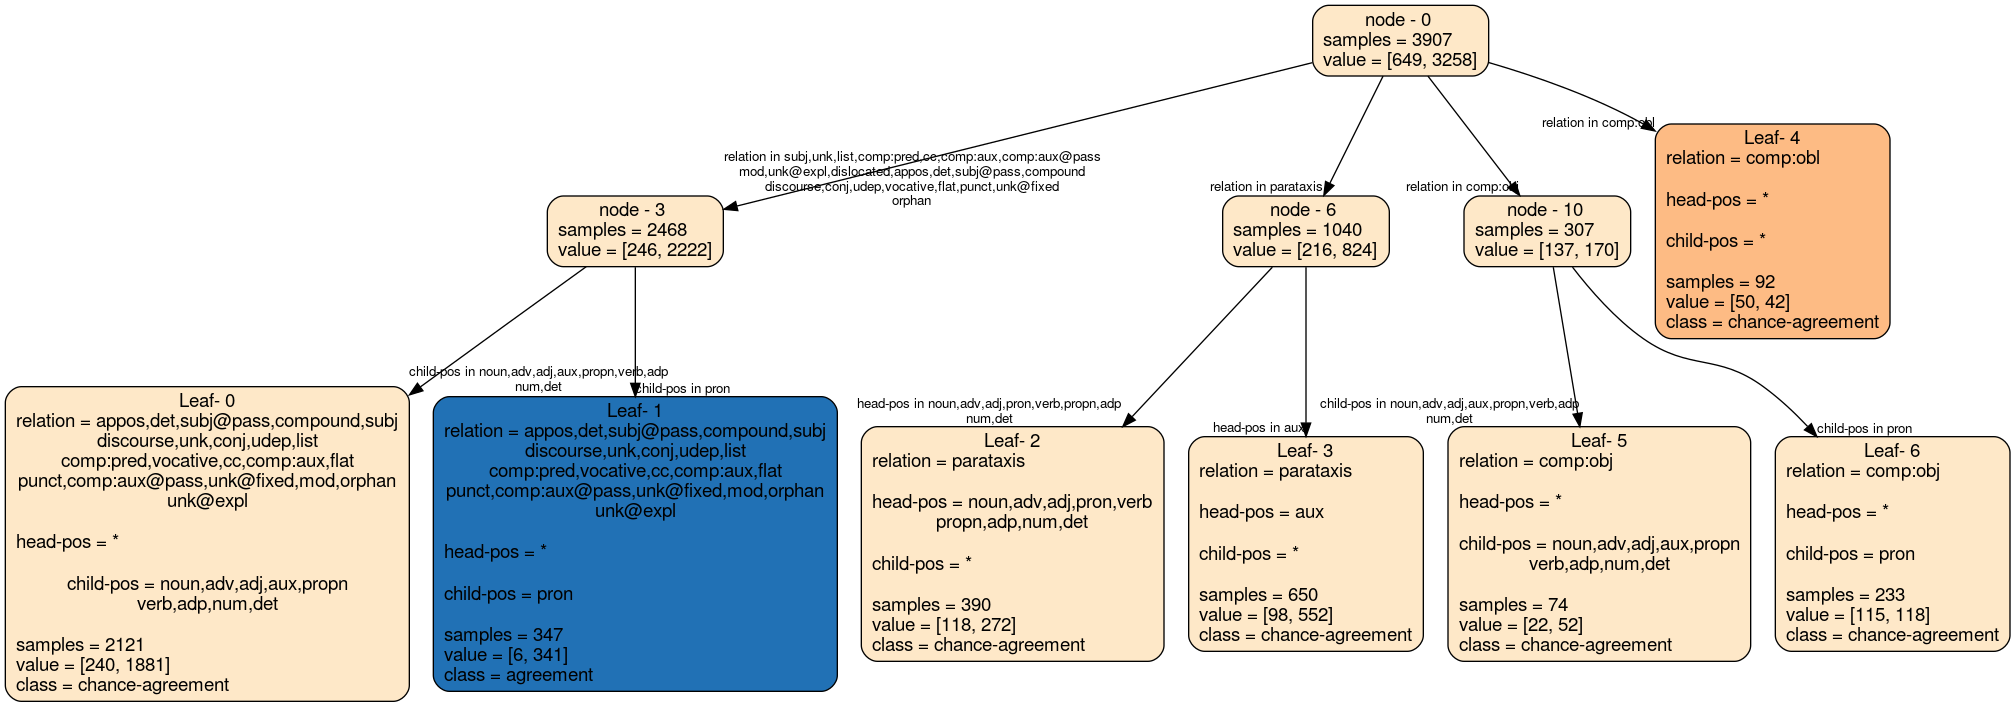 node - 0
samples = 3907
value = [649, 3258]
relation in subj,unk,list,comp:pred,cc,comp:aux,comp:aux@pass
mod,unk@expl,dislocated,appos,det,subj@pass,compound
discourse,conj,udep,vocative,flat,punct,unk@fixed
orphan
relation in parataxis
relation in comp:obj
relation in comp:obl
node - 3
samples = 2468
value = [246, 2222]
node - 6
samples = 1040
value = [216, 824]
node - 10
samples = 307
value = [137, 170]
Leaf- 4
relation = comp:obl
head-pos = *
child-pos = *
samples = 92
value = [50, 42]
class = chance-agreement
child-pos in noun,adv,adj,aux,propn,verb,adp
num,det
child-pos in pron
head-pos in noun,adv,adj,pron,verb,propn,adp
num,det
head-pos in aux
child-pos in noun,adv,adj,aux,propn,verb,adp
num,det
child-pos in pron
Leaf- 0
relation = appos,det,subj@pass,compound,subj
discourse,unk,conj,udep,list
comp:pred,vocative,cc,comp:aux,flat
punct,comp:aux@pass,unk@fixed,mod,orphan
unk@expl
head-pos = *
child-pos = noun,adv,adj,aux,propn
verb,adp,num,det
samples = 2121
value = [240, 1881]
class = chance-agreement
Leaf- 1
relation = appos,det,subj@pass,compound,subj
discourse,unk,conj,udep,list
comp:pred,vocative,cc,comp:aux,flat
punct,comp:aux@pass,unk@fixed,mod,orphan
unk@expl
head-pos = *
child-pos = pron
samples = 347
value = [6, 341]
class = agreement
Leaf- 2
relation = parataxis
head-pos = noun,adv,adj,pron,verb
propn,adp,num,det
child-pos = *
samples = 390
value = [118, 272]
class = chance-agreement
Leaf- 3
relation = parataxis
head-pos = aux
child-pos = *
samples = 650
value = [98, 552]
class = chance-agreement
Leaf- 5
relation = comp:obj
head-pos = *
child-pos = noun,adv,adj,aux,propn
verb,adp,num,det
samples = 74
value = [22, 52]
class = chance-agreement
Leaf- 6
relation = comp:obj
head-pos = *
child-pos = pron
samples = 233
value = [115, 118]
class = chance-agreement